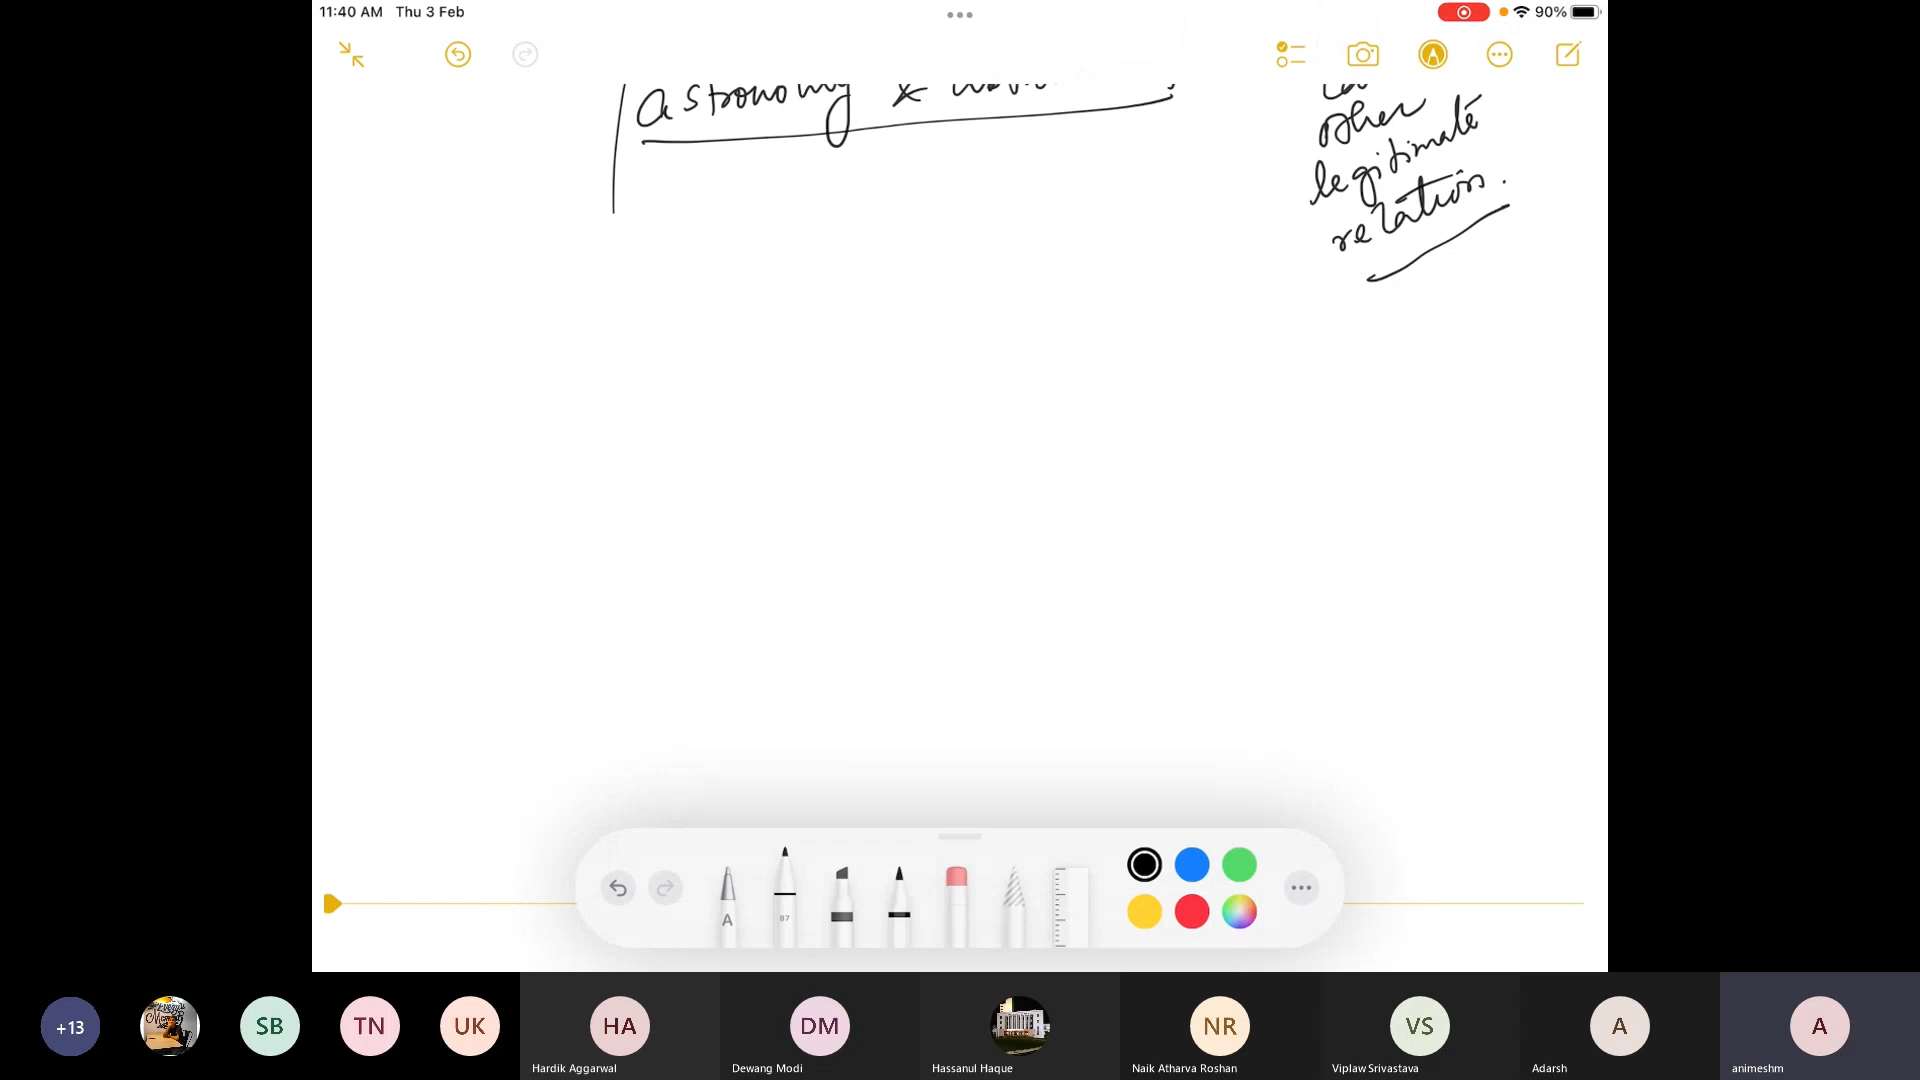 11:40 AM Thu 3 Feb
90%
astronomy &
other
legitimate
relation.
A
87
+13
SB
TN
UK
HA
DM
NR
VS
A
A
Hardik Aggarwal
Dewang Modi
Hassanul Haque
Naik Atharva Roshan
Viplaw Srivastava
Adarsh
animeshm